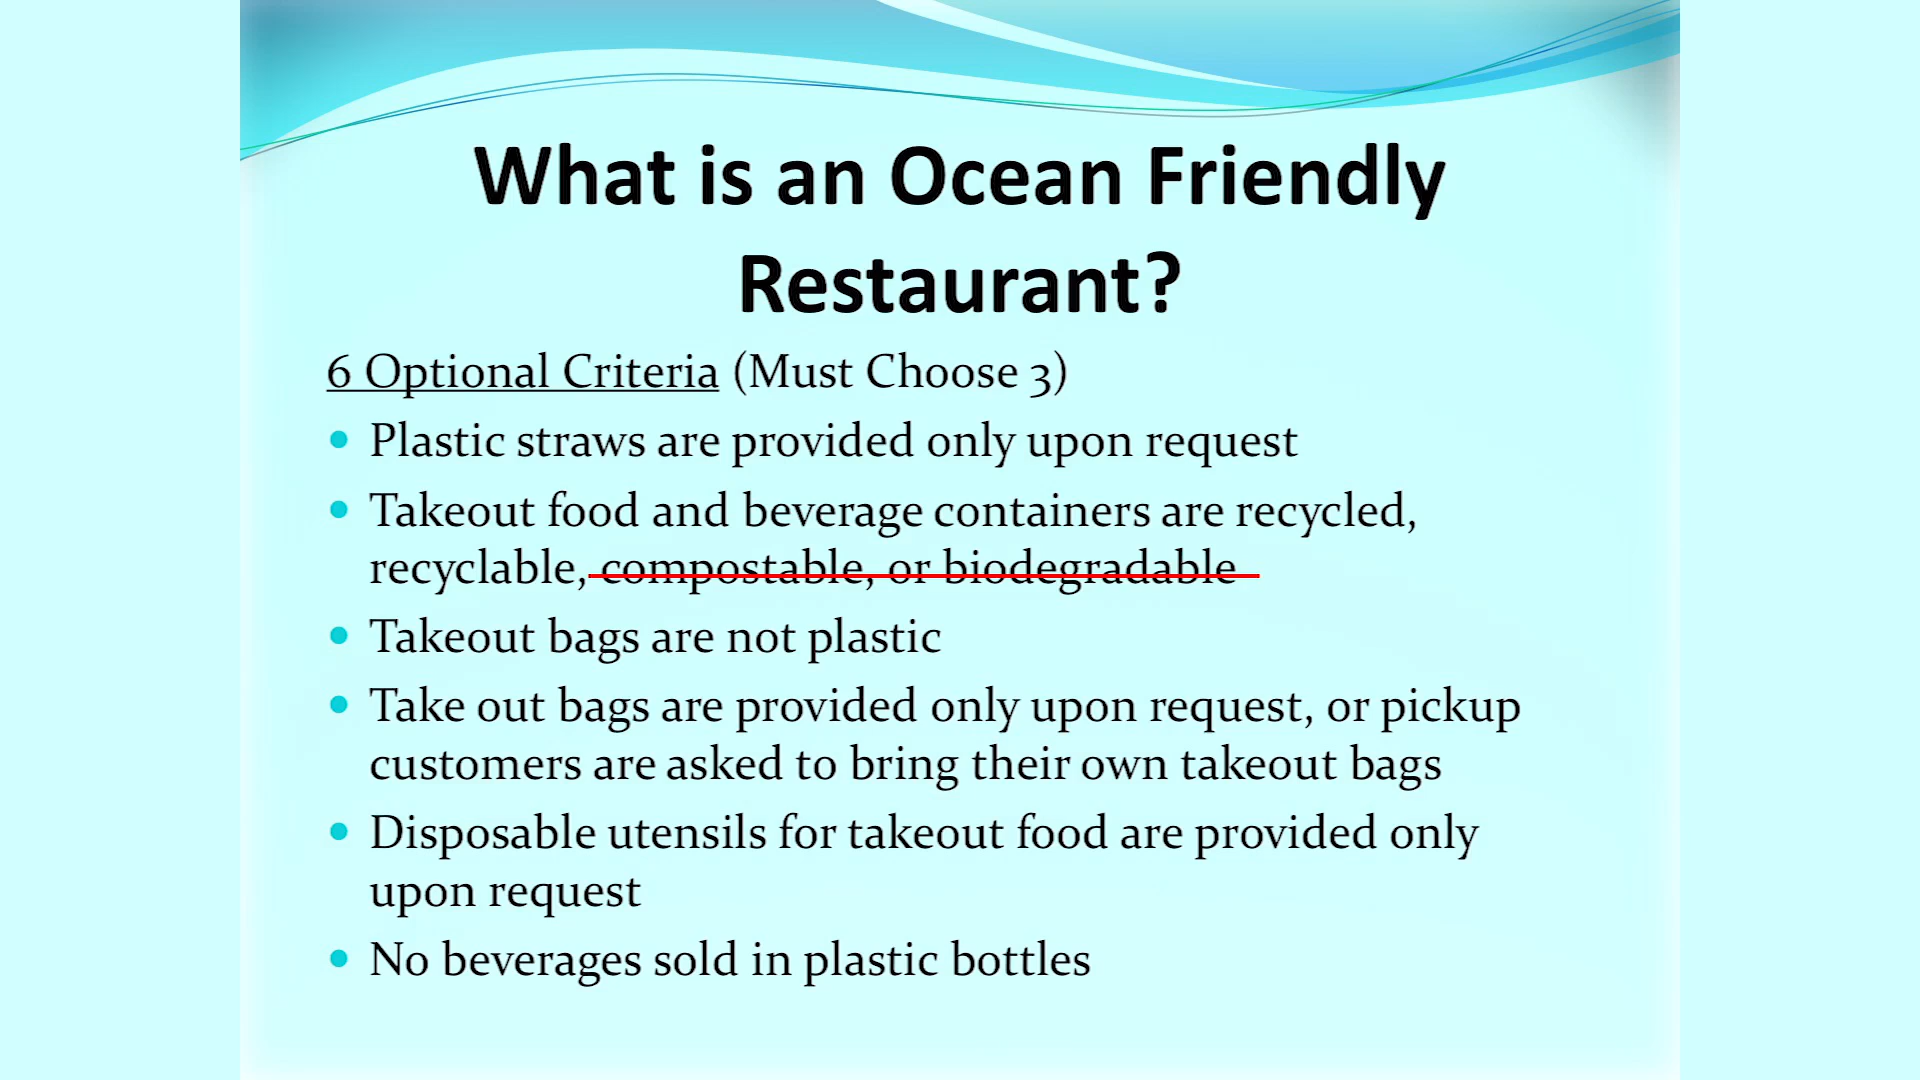 What is an Ocean Friendly
Restaurant?
6 Optional Criteria (Must Choose 3)
• Plastic straws are provided only upon request
• Takeout food and beverage containers are recycled,
recyclable, compostable, or biodegradable
• Takeout bags are not plastic
• Take out bags are provided only upon request, or pickup
customers are asked to bring their own takeout bags
• Disposable utensils for takeout food are provided only
upon request
• No beverages sold in plastic bottles